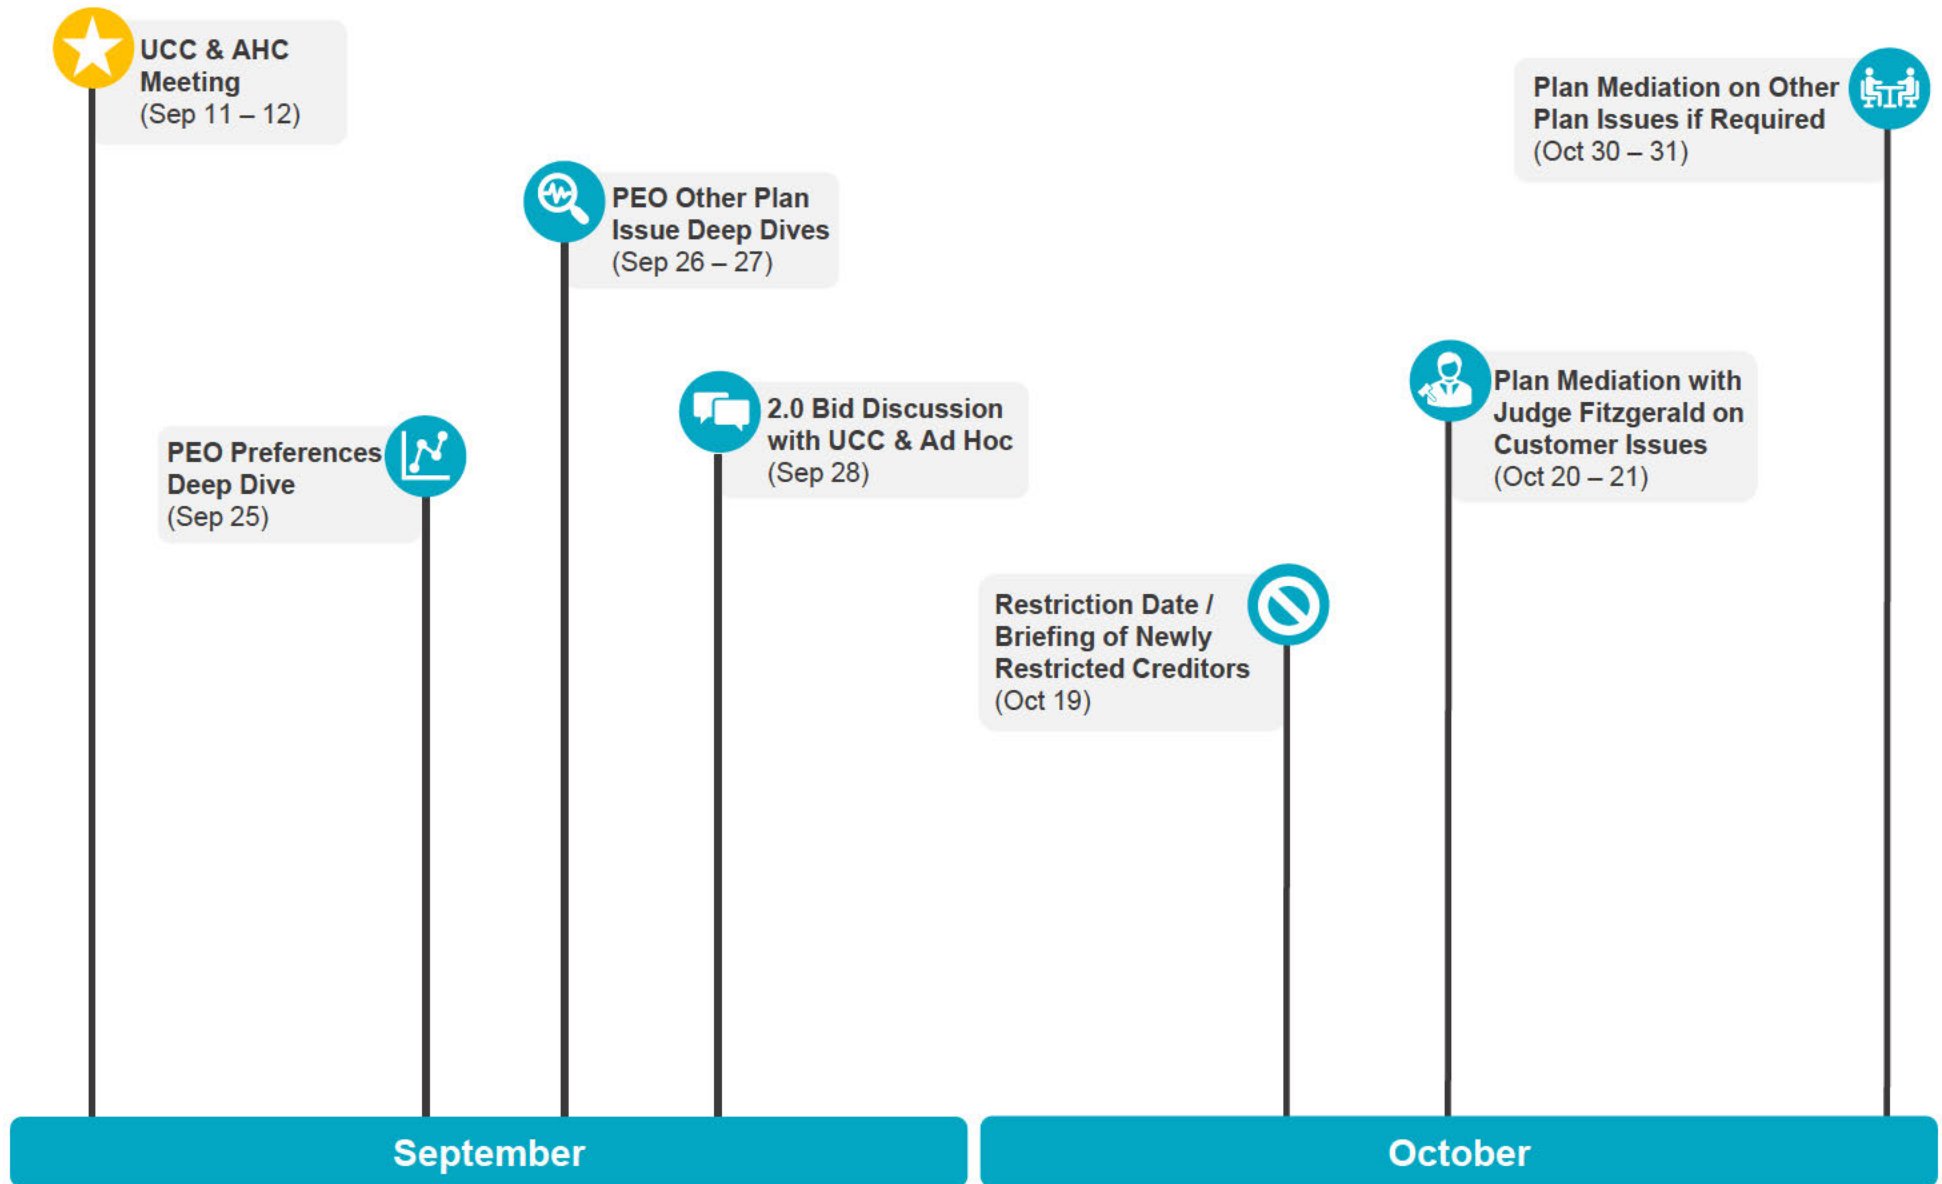 UCC & AHC
Meeting
(Sep 11 – 12)
Plan Mediation on Other
Plan Issues if Required
(Oct 30 – 31)
PEO Other Plan
Issue Deep Dives
(Sep 26 – 27)
Plan Mediation with
Judge Fitzgerald on
Customer Issues
(Oct 20 – 21)
2.0 Bid Discussion
with UCC & Ad Hoc
(Sep 28)
PEO Preferences
Deep Dive
(Sep 25)
Restriction Date /
Briefing of Newly
Restricted Creditors
(Oct 19)
September
October